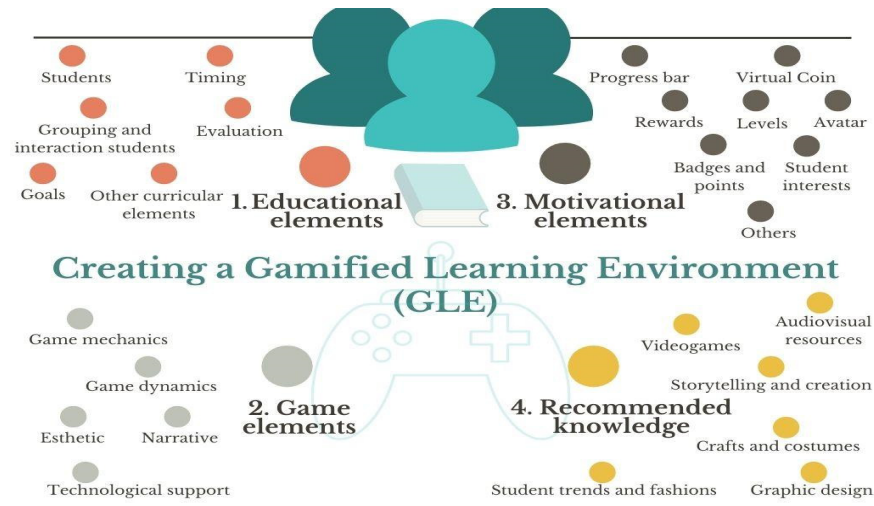 Students
Timing
Grouping and
interaction students
Evaluation
Goals
Other curricular
elements
1. Educational
elements
Progress bar
Virtual Coin
Rewards
Levels
Avatar
Badges and
points
Student
interests
Others
3. Motivational
elements
Creating a Gamified Learning Environment
(GLE)
Game mechanics
Game dynamics
Esthetic
Narrative
Technological support
2. Game
elements
Videogames
Audiovisual
resources
Storytelling and creation
4. Recommended
knowledge
Crafts and costumes
Student trends and fashions
Graphic design